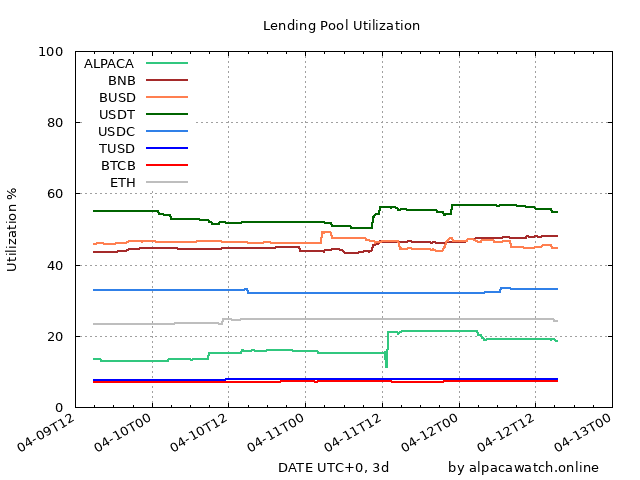 Lending Pool Utilization
100
80
60
40
20
0
Utilization %
ALPACA
BNB
BUSD
USDT
USDC
TUSD
BTCB
ETH
04-09T12
04-10T00
04-10T12
04-11T00
04-11T12
04-12T00
04-12T12
04-13T00
DATE UTC+0, 3d
by alpacawatch.online